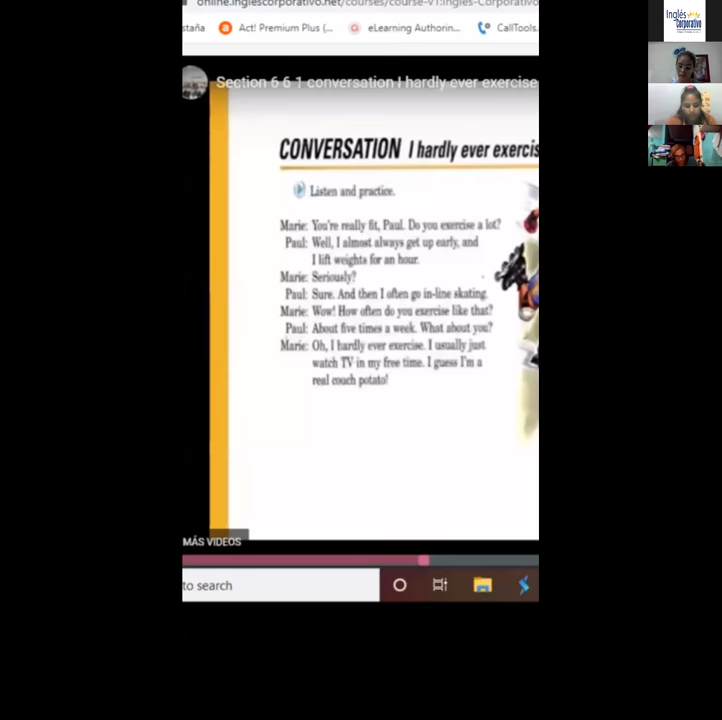 online.inglescorporativo.net/courses/course-v1:Ingles-Corporativo
staña
Act! Premium Plus (...
eLearning Authorin...
CallTools.
Section 6 6 1 conversation I hardly ever exercise
CONVERSATION I hardly ever exercis
Listen and practice.
Marie: You're really fit, Paul. Do you exercise a lot?
Paul: Well, I almost always get up early, and
I lift weights for an hour.
Marie: Seriously?
Paul: Sure. And then I often go in-line skating.
Marie: Wow! How often do you exercise like that?
Paul: About five times a week. What about you?
Marie: Oh, I hardly ever exercise. I usually just
watch TV in my free time. I guess I'm a
real couch potato!
MÁS VIDEOS
to search
Inglés
Corporativo